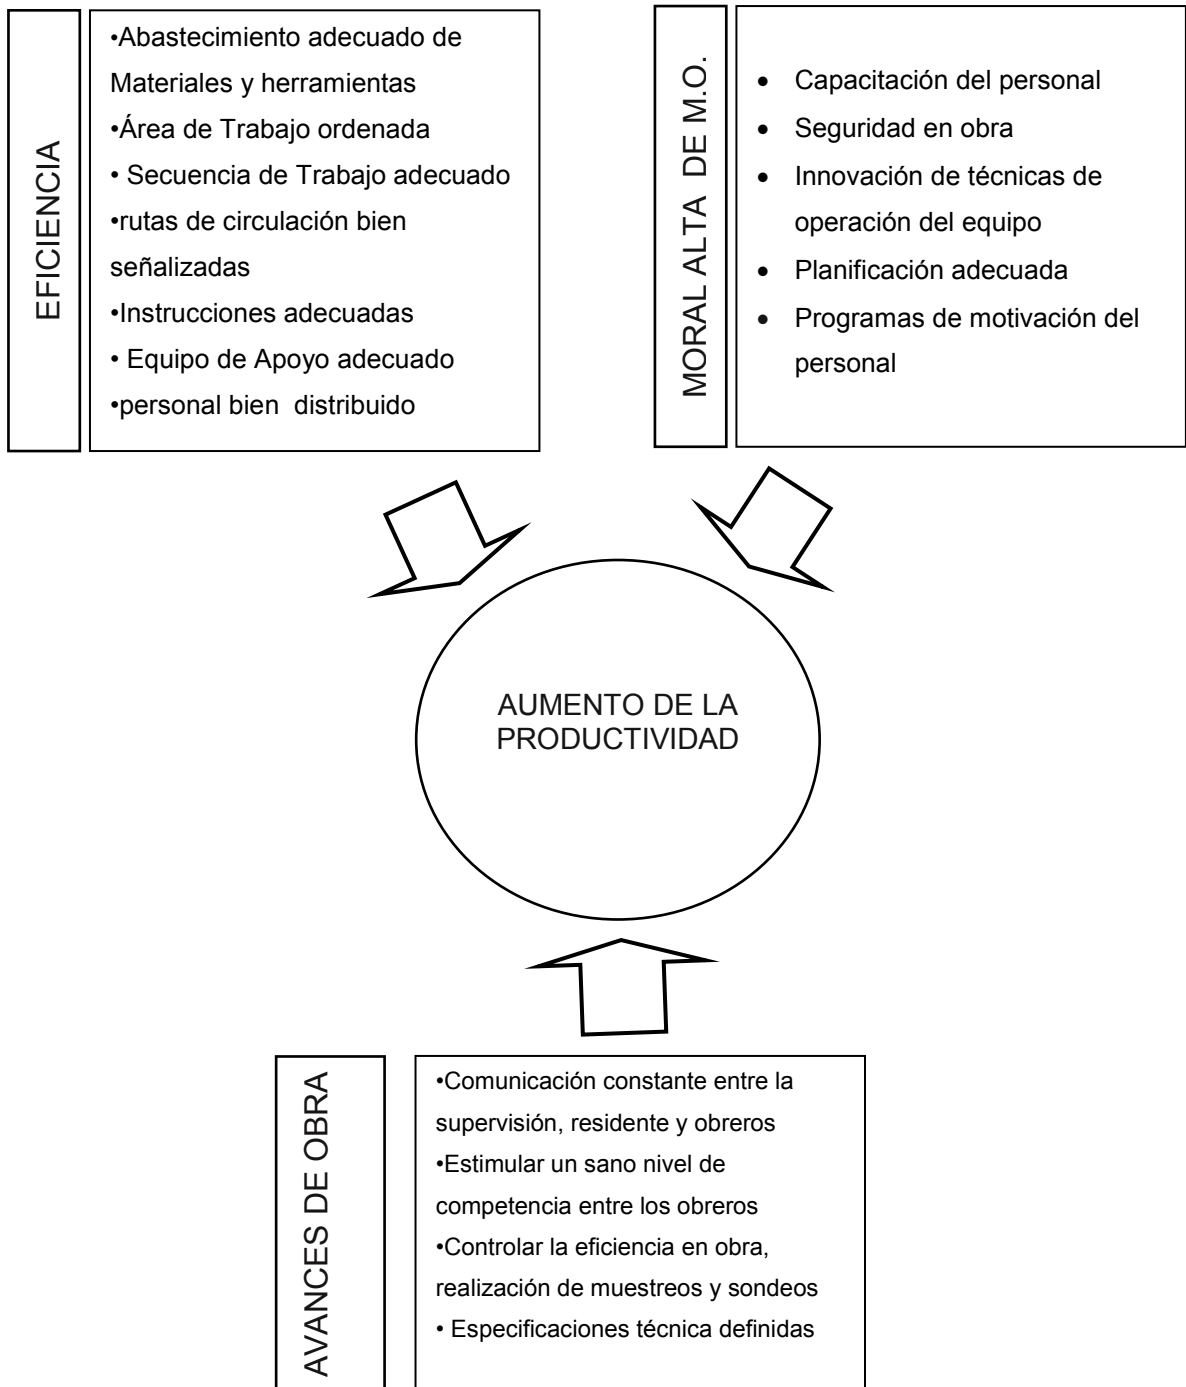 EFICIENCIA
•Abastecimiento adecuado de
Materiales y herramientas
•Área de Trabajo ordenada
• Secuencia de Trabajo adecuado
•rutas de circulación bien
señalizadas
•Instrucciones adecuadas
• Equipo de Apoyo adecuado
•personal bien distribuido
MORAL ALTA DE M.O.
• Capacitación del personal
• Seguridad en obra
• Innovación de técnicas de
operación del equipo
• Planificación adecuada
• Programas de motivación del
personal
AUMENTO DE LA
PRODUCTIVIDAD
AVANCES DE OBRA
•Comunicación constante entre la
supervisión, residente y obreros
•Estimular un sano nivel de
competencia entre los obreros
•Controlar la eficiencia en obra,
realización de muestreos y sondeos
• Especificaciones técnica definidas